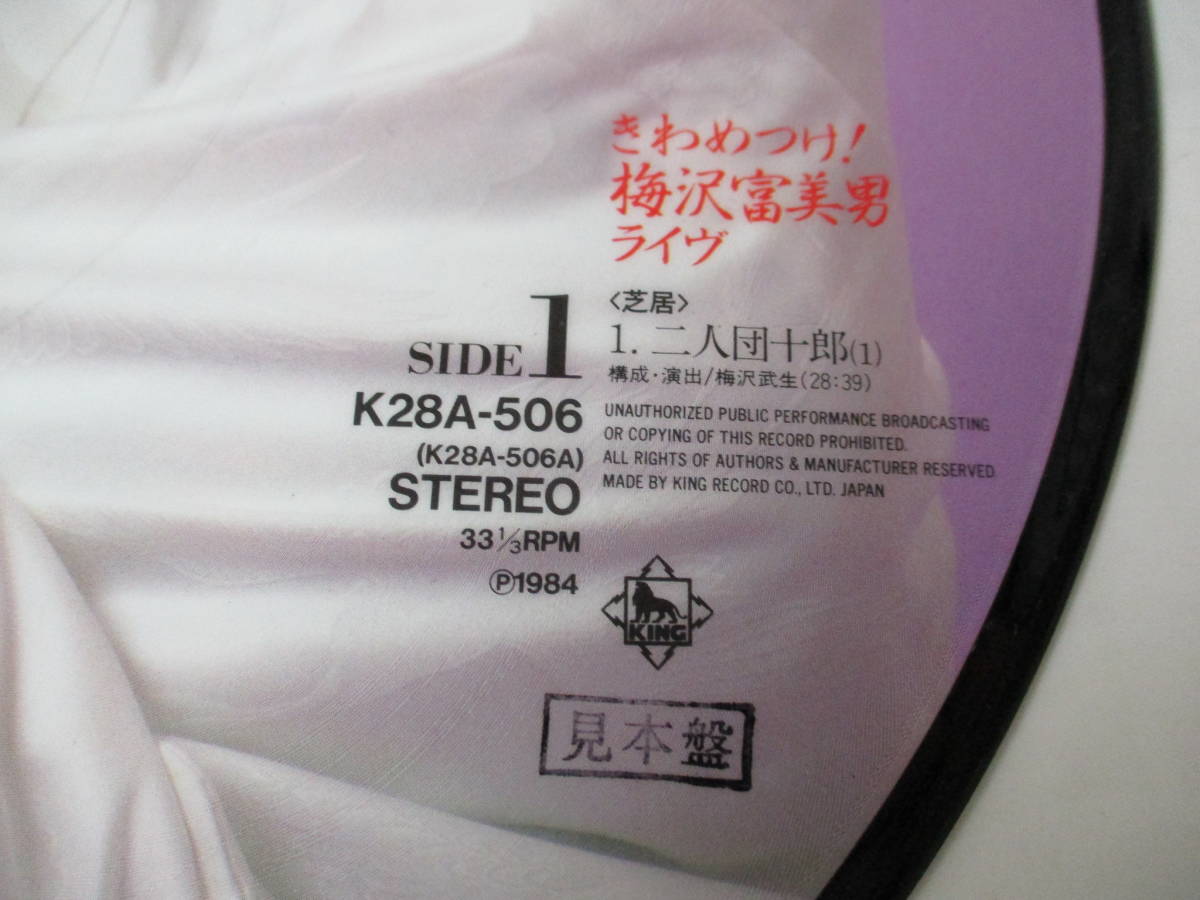 きわめつけ!
梅沢富美男
ライヴ
SIDE 1
K28A-506
(K28A-506A)
STEREO
33 1/3 RPM
Ⓟ1984
〈芝居〉
1. 二人団十郎(1)
構成・演出/梅沢武生(28:39)
UNAUTHORIZED PUBLIC PERFORMANCE BROADCASTING
OR COPYING OF THIS RECORD PROHIBITED.
ALL RIGHTS OF AUTHORS & MANUFACTURER RESERVED
MADE BY KING RECORD CO., LTD. JAPAN
KING
見本盤